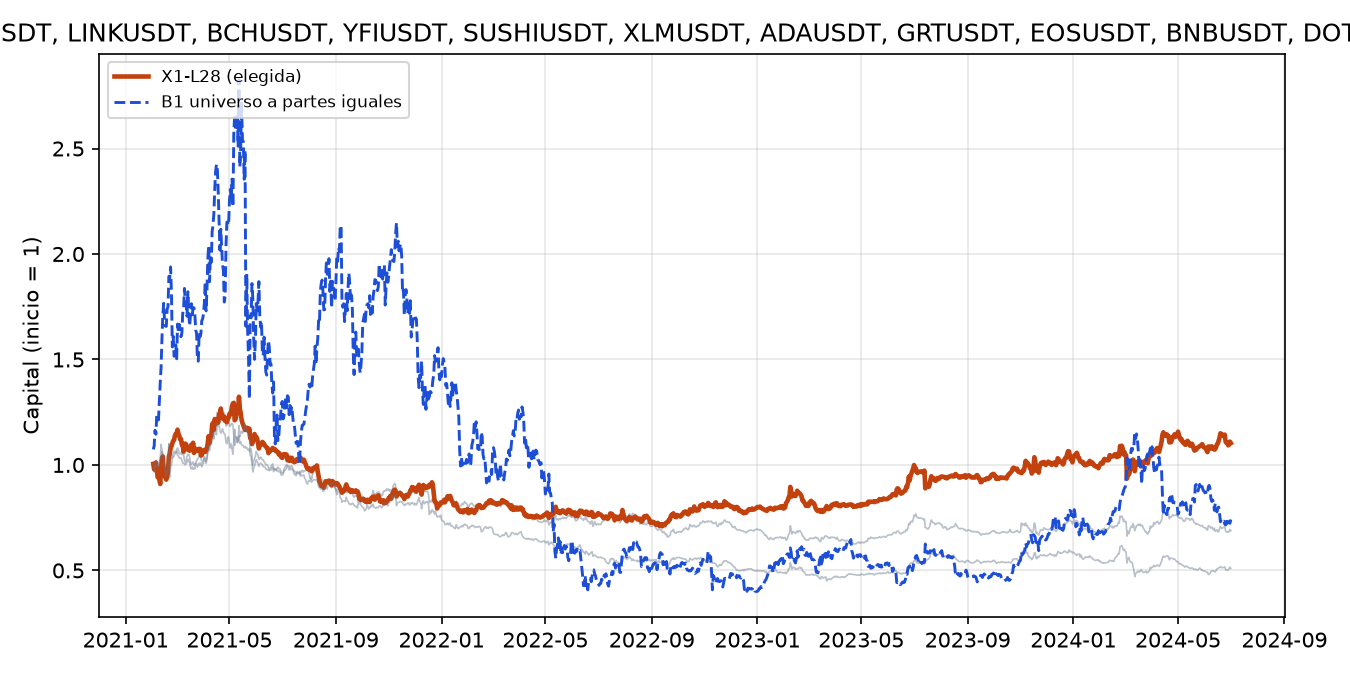 SDT, LINKUSDT, BCHUSDT, YFIUSDT, SUSHIUSDT, XLMUSDT, ADAUSDT, GRTUSDT, EOSUSDT, BNBUSDT, DOT
X1-L28 (elegida)
B1 universo a partes iguales
Capital (inicio = 1)
2.5
2.0
1.5
1.0
0.5
2021-01 2021-05 2021-09 2022-01 2022-05 2022-09 2023-01 2023-05 2023-09 2024-01 2024-05 2024-09